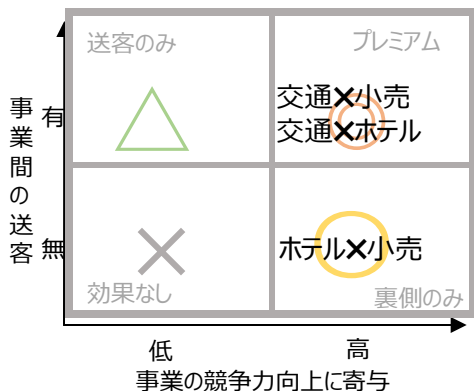 送客のみ
プレミアム
事業間の送客
有
交通×小売
交通×ホテル
無
ホテル×小売
効果なし
裏側のみ
低
高
事業の競争力向上に寄与